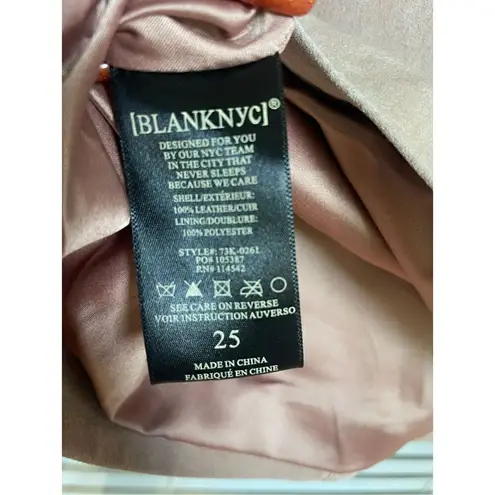 [BLANKNYC]®
DESIGNED FOR YOU
BY OUR NYC TEAM
IN THE CITY THAT
NEVER SLEEPS
BECAUSE WE CARE
SHELL/EXTÉRIEUR:
100% LEATHER/CUIR
LINING/DOUBLURE:
100% POLYESTER
STYLE#: 73K-0261
PO# 105387
RN# 114542
SEE CARE ON REVERSE
VOIR INSTRUCTION AUVERSO
25
MADE IN CHINA
FABRIQUÉ EN CHINE